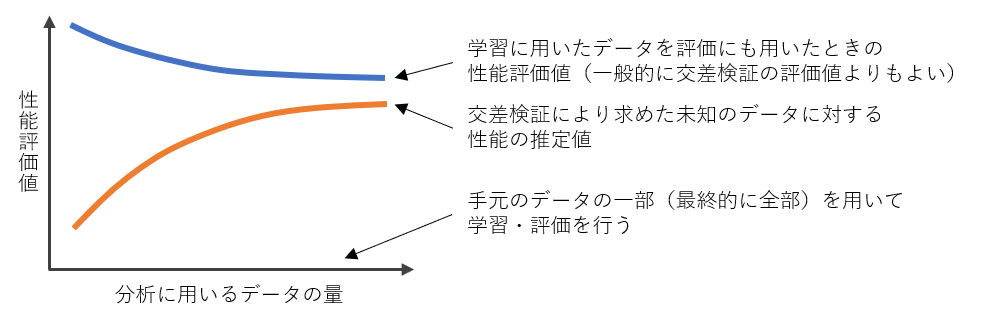 学習に用いたデータを評価にも用いたときの
性能評価値（一般的に交差検証の評価値よりもよい）
性能評価値
交差検証により求めた未知のデータに対する
性能の推定値
手元のデータの一部（最終的に全部）を用いて
学習・評価を行う
分析に用いるデータの量